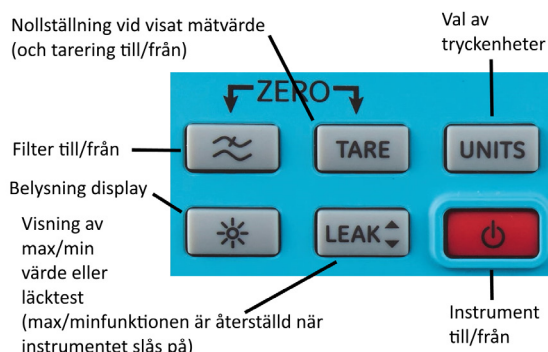 Nollställning vid visat mätvärde
(och tarering till/från)
Val av
tryckenheter
ZERO
Filter till/från
TARE
UNITS
Belysning display
LEAK
Visning av
max/min
värde eller
läcktest
(max/minfunktionen är återställd när
instrumentet slås på)
Instrument
till/från